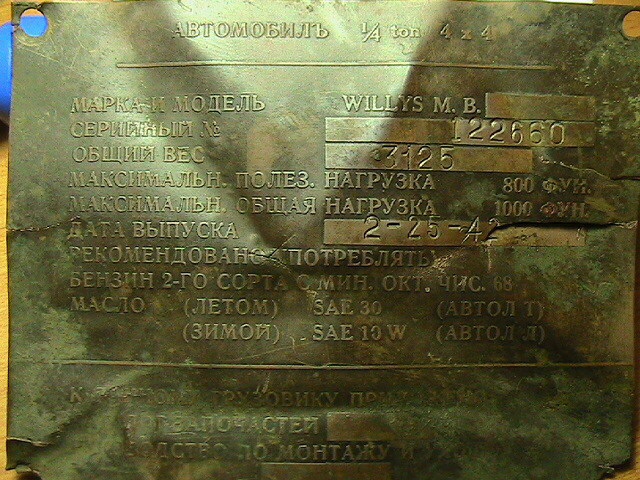 АВТОМОБИЛЪ ¼ ton 4 x 4
МАРКА И МОДЕЛЬ WILLYS M. B.
СЕРИЙНЫЙ № 122660
ОБЩИЙ ВЕС 3125
МАКСИМАЛЬН. ПОЛЕЗ. НАГРУЗКА 800 ФУН.
МАКСИМАЛЬН. ОБЩАЯ НАГРУЗКА 1000 ФУН.
ДАТА ВЫПУСКА 2-25-42
РЕКОМЕНДОВАНО ПОТРЕБЛЯТЬ
БЕНЗИН 2-ГО СОРТА С МИН. ОКТ. ЧИС. 68
МАСЛО (ЛЕТОМ) SAE 30 (АВТОЛ Т)
(ЗИМОЙ) SAE 10 W (АВТОЛ Л)
ГРУЗОВИКУ
ЗАПЧАСТЕЙ
ПО МОНТАЖУ И